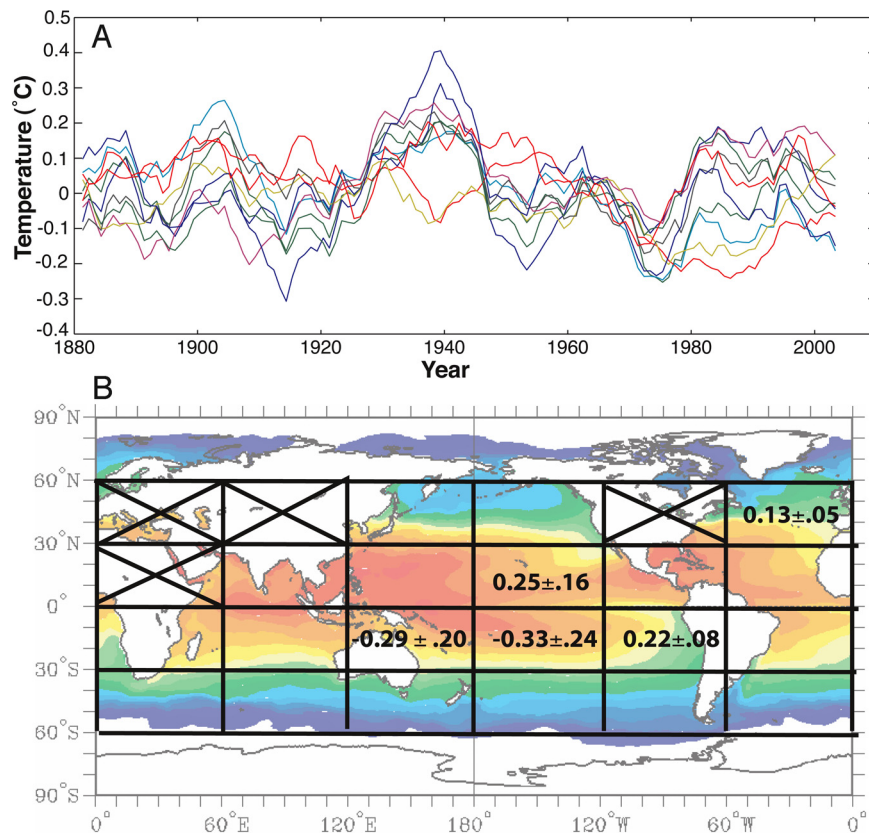 A
0.5
0.4
0.3
0.2
0.1
0
-0.1
-0.2
-0.3
-0.4
Temperature (°C)
1880 1900 1920 1940 1960 1980 2000
Year
B
90°N
60°N
30°N
0°
30°S
60°S
90°S
0.13±.05
0.25±.16
-0.29 ± .20 -0.33±.24 0.22±.08
0° 60°E 120°E 180° 120°W 60°W 0°